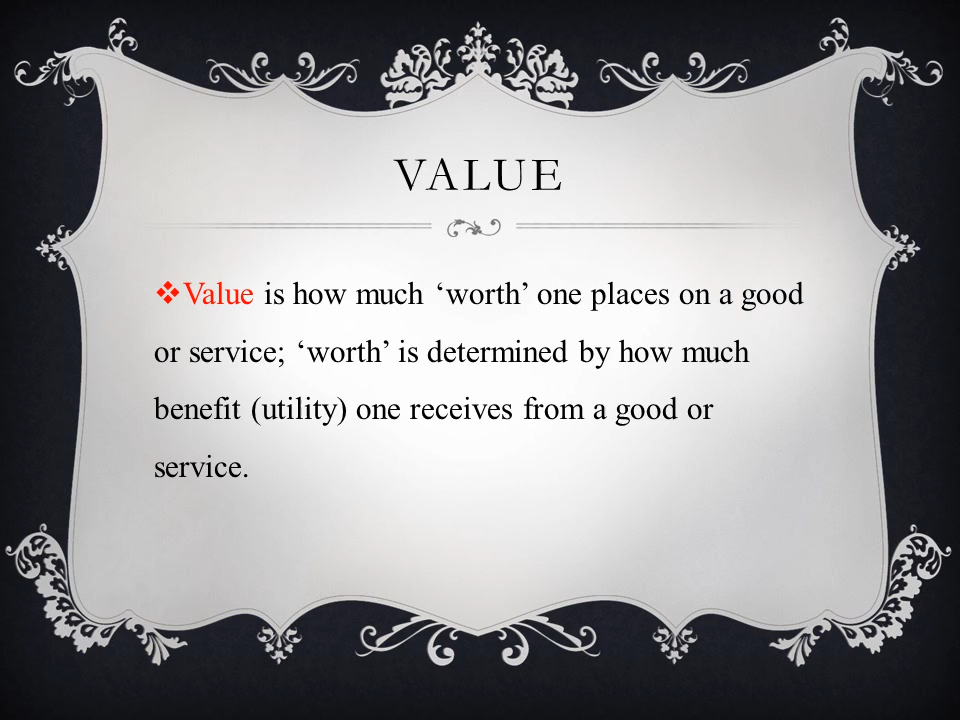 VALUE
❖Value is how much ‘worth’ one places on a good
or service; ‘worth’ is determined by how much
benefit (utility) one receives from a good or
service.